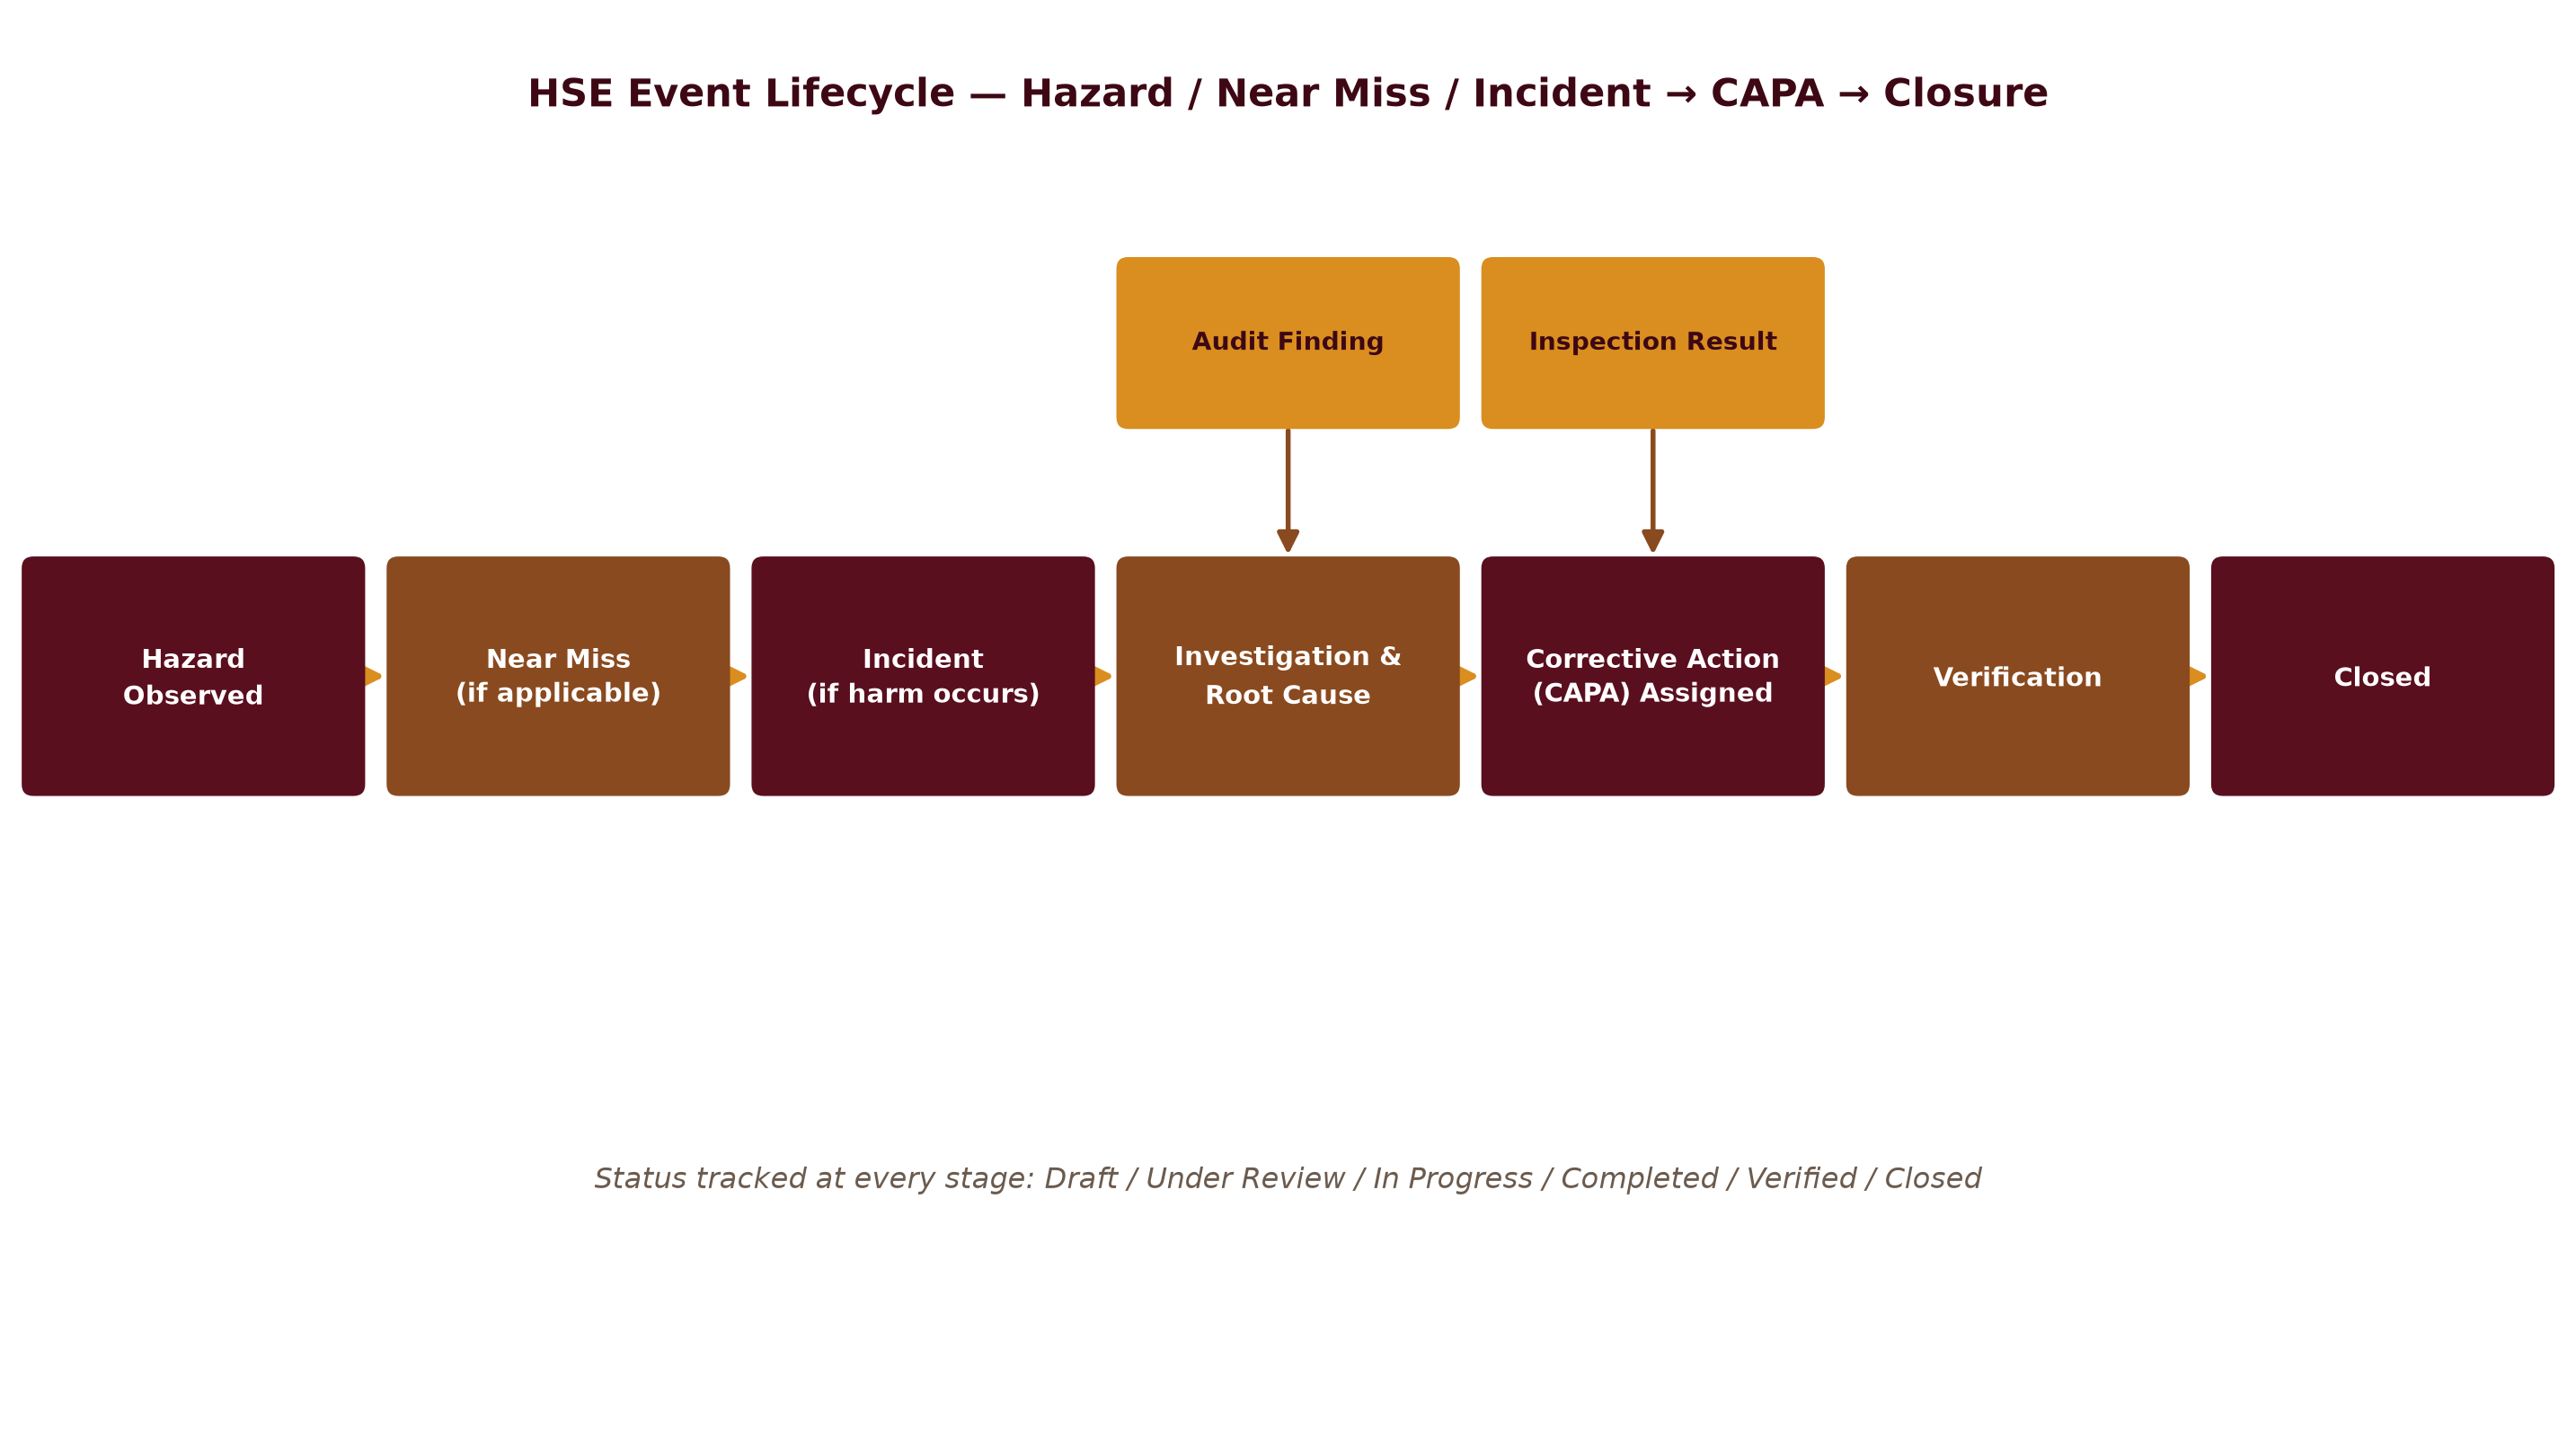 HSE Event Lifecycle — Hazard / Near Miss / Incident → CAPA → Closure
Audit Finding
Inspection Result
Hazard
Observed
Near Miss
(if applicable)
Incident
(if harm occurs)
Investigation &
Root Cause
Corrective Action
(CAPA) Assigned
Verification
Closed
Status tracked at every stage: Draft / Under Review / In Progress / Completed / Verified / Closed